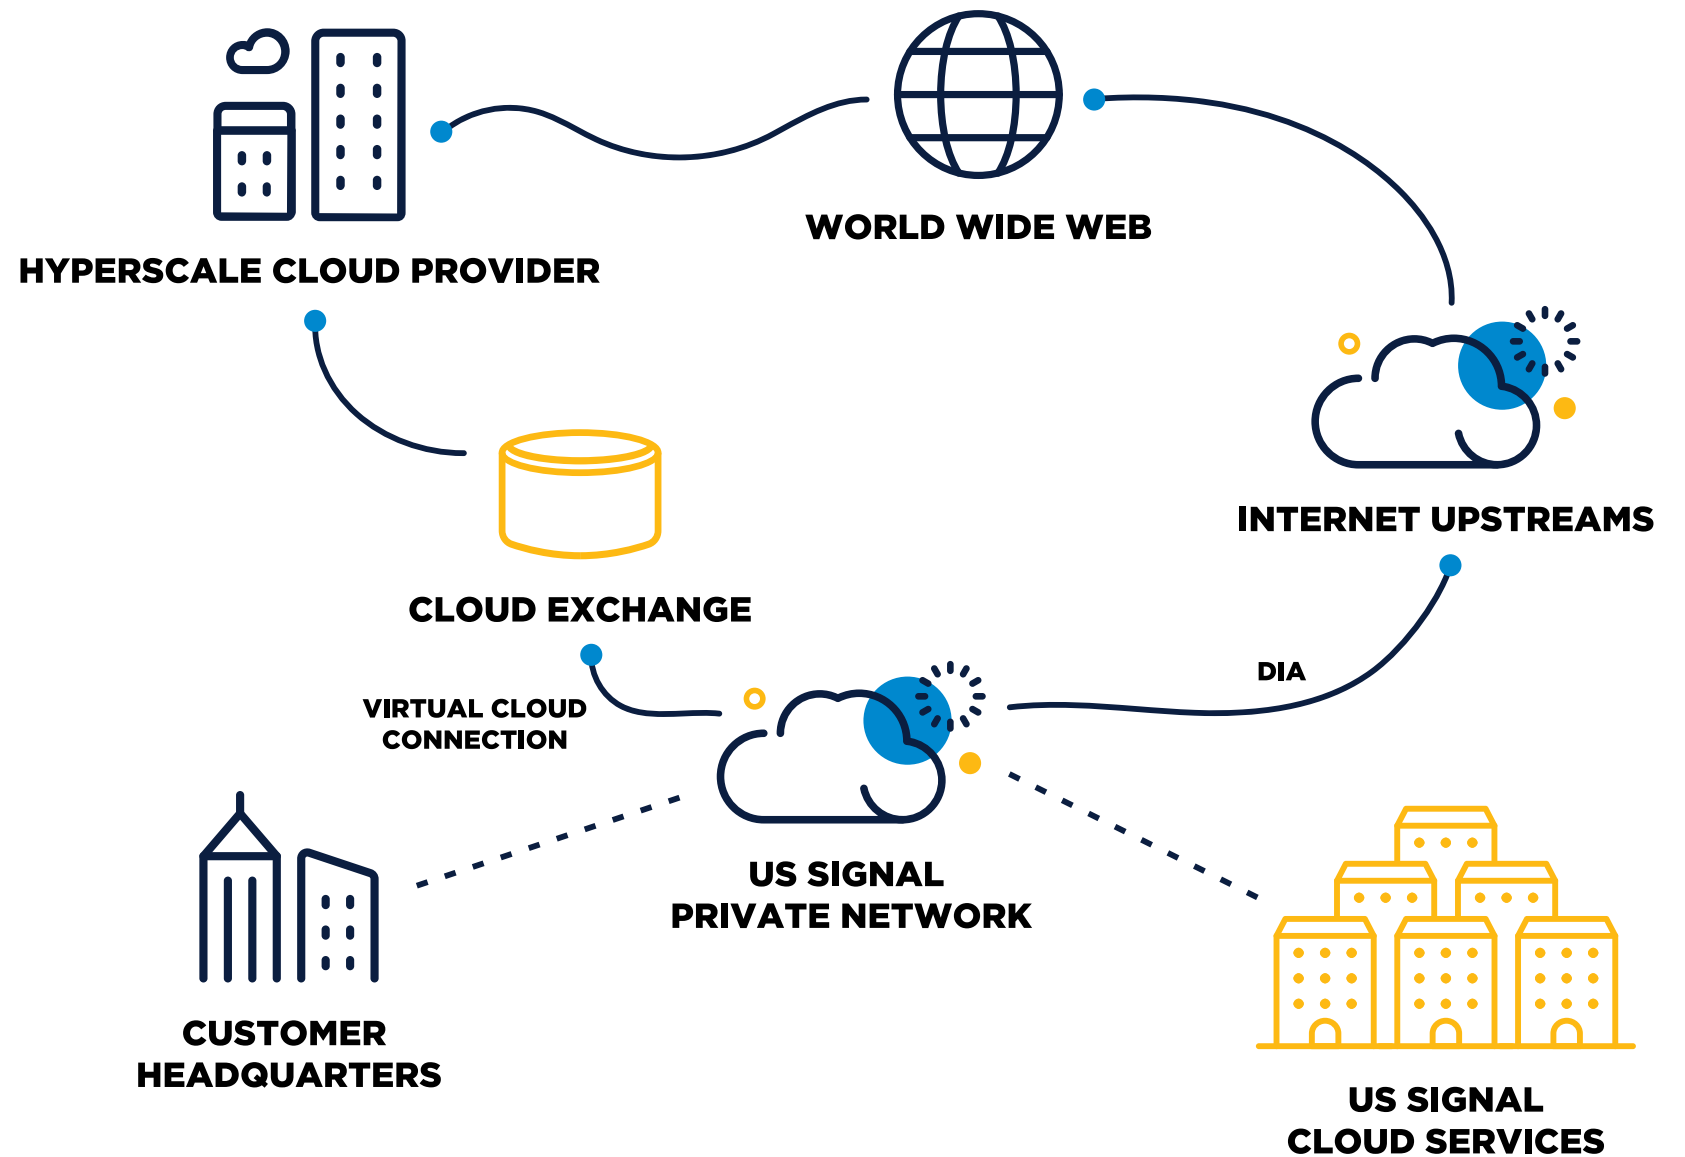 WORLD WIDE WEB
HYPERSCALE CLOUD PROVIDER
INTERNET UPSTREAMS
CLOUD EXCHANGE
DIA
VIRTUAL CLOUD
CONNECTION
US SIGNAL
PRIVATE NETWORK
CUSTOMER
HEADQUARTERS
US SIGNAL
CLOUD SERVICES